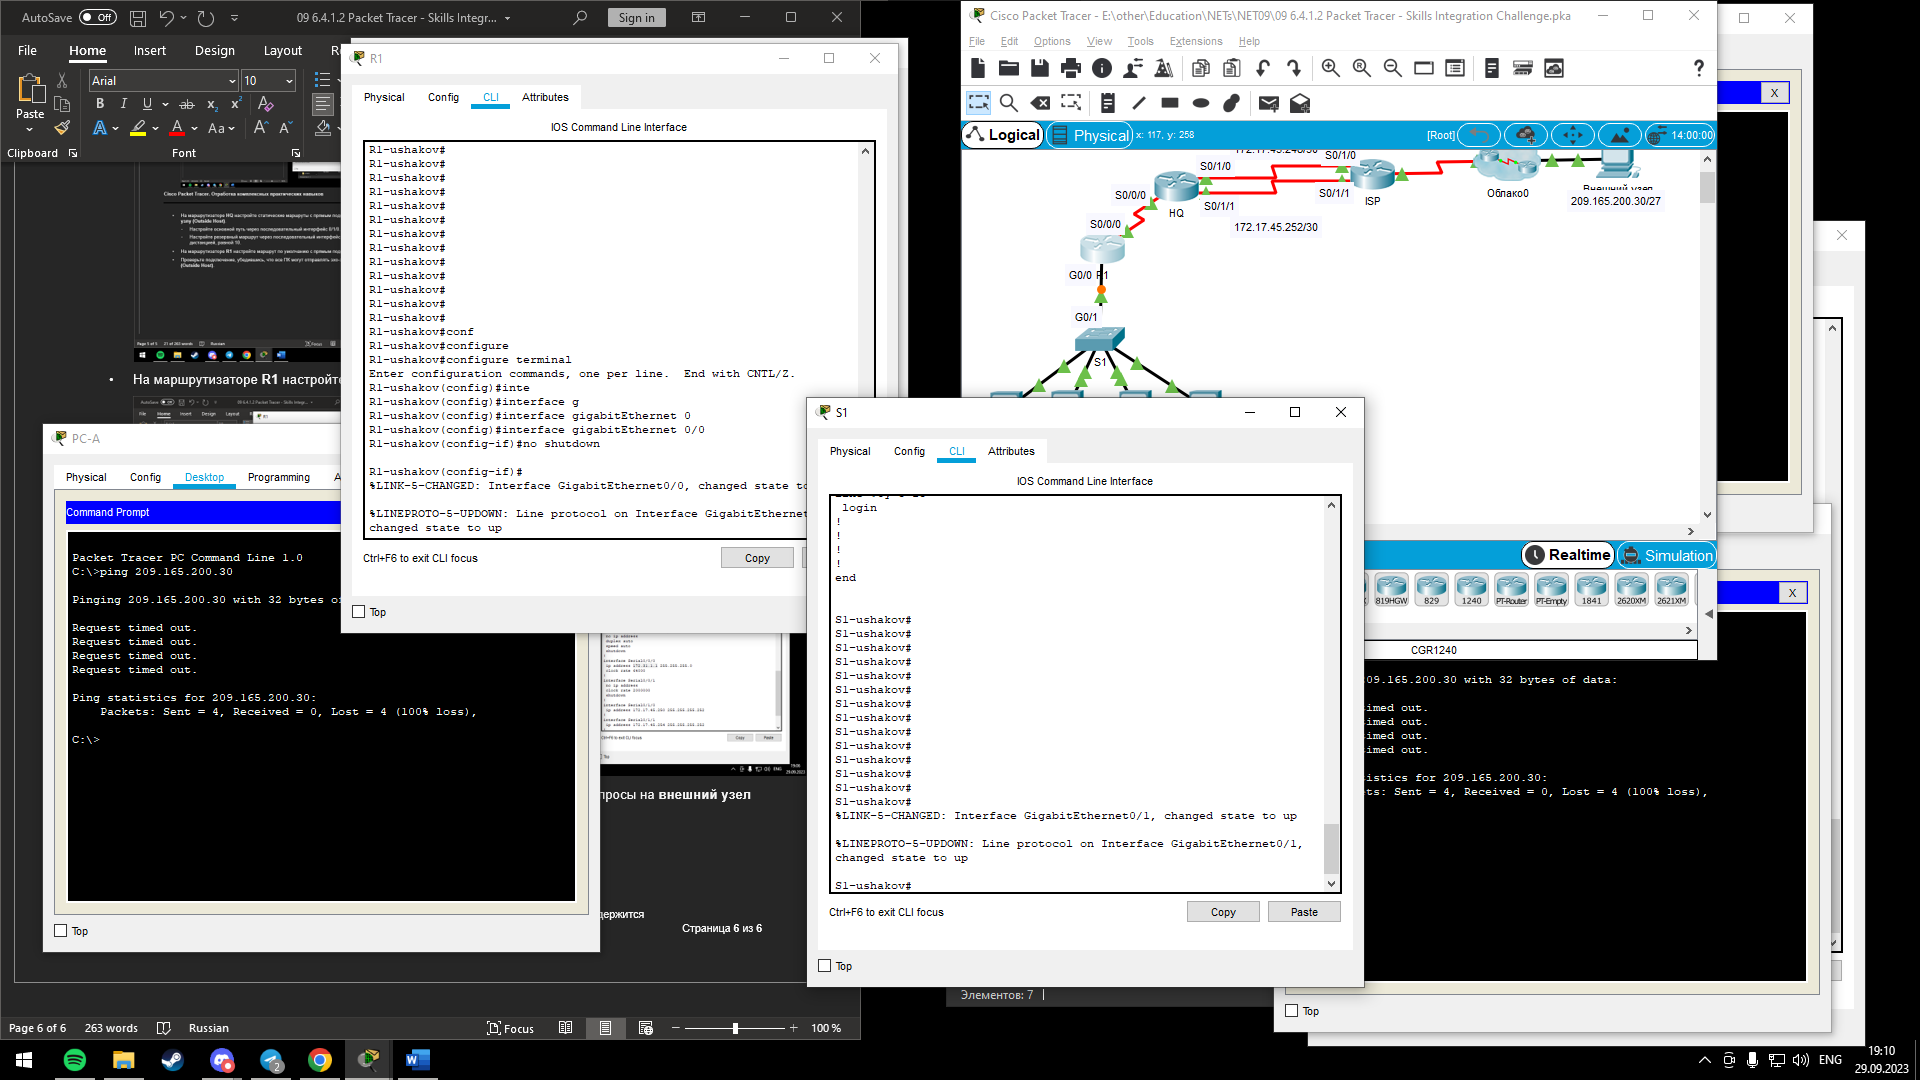 AutoSave Off
09 6.4.1.2 Packet Tracer - Skills Integr...
Sign in
File Home Insert Design Layout
Arial 10
Paste
Clipboard Font
Cisco Packet Tracer. Отработка комплексных практических навыков
На маршрутизаторе R1 настройте
просы на внешний узел
держится
Страница 6 из 6
Page 6 of 6 263 words Russian Focus 100 %
R1
Physical Config CLI Attributes
IOS Command Line Interface
R1-ushakov#
R1-ushakov#
R1-ushakov#
R1-ushakov#
R1-ushakov#
R1-ushakov#
R1-ushakov#
R1-ushakov#
R1-ushakov#
R1-ushakov#
R1-ushakov#
R1-ushakov#
R1-ushakov#
R1-ushakov#conf
R1-ushakov#configure
R1-ushakov#configure terminal
Enter configuration commands, one per line.  End with CNTL/Z.
R1-ushakov(config)#inte
R1-ushakov(config)#interface g
R1-ushakov(config)#interface gigabitEthernet 0
R1-ushakov(config)#interface gigabitEthernet 0/0
R1-ushakov(config-if)#no shutdown
R1-ushakov(config-if)#
%LINK-5-CHANGED: Interface GigabitEthernet0/0, changed state to
%LINEPROTO-5-UPDOWN: Line protocol on Interface GigabitEthernet
changed state to up
Ctrl+F6 to exit CLI focus
Copy
Top
PC-A
Physical Config Desktop Programming
Command Prompt
Packet Tracer PC Command Line 1.0
C:\>ping 209.165.200.30
Pinging 209.165.200.30 with 32 bytes of
Request timed out.
Request timed out.
Request timed out.
Request timed out.
Ping statistics for 209.165.200.30:
Packets: Sent = 4, Received = 0, Lost = 4 (100% loss),
C:\>
Top
Cisco Packet Tracer - E:\other\Education\NETs\NET09\09 6.4.1.2 Packet Tracer - Skills Integration Challenge.pka
File Edit Options View Tools Extensions Help
Logical Physical x: 117, y: 258
[Root] 14:00:00
S0/1/0
S0/1/0
S0/0/0
S0/1/1
S0/1/1
HQ
ISP
Облако0
Внешний узел
209.165.200.30/27
172.17.45.252/30
S0/0/0
G0/0 R1
G0/1
S1
Realtime Simulation
819HGW 829 1240 PT-Router PT-Empty 1841 2620XM 2621XM
CGR1240
S1
Physical Config CLI Attributes
IOS Command Line Interface
login
!
!
!
!
end
S1-ushakov#
S1-ushakov#
S1-ushakov#
S1-ushakov#
S1-ushakov#
S1-ushakov#
S1-ushakov#
S1-ushakov#
S1-ushakov#
S1-ushakov#
S1-ushakov#
S1-ushakov#
S1-ushakov#
S1-ushakov#
%LINK-5-CHANGED: Interface GigabitEthernet0/1, changed state to up
%LINEPROTO-5-UPDOWN: Line protocol on Interface GigabitEthernet0/1,
changed state to up
S1-ushakov#
Ctrl+F6 to exit CLI focus
Copy Paste
Top
X
X
09.165.200.30 with 32 bytes of data:
imed out.
imed out.
imed out.
imed out.
istics for 209.165.200.30:
ts: Sent = 4, Received = 0, Lost = 4 (100% loss),
Top
Элементов: 7
ENG
19:10
29.09.2023